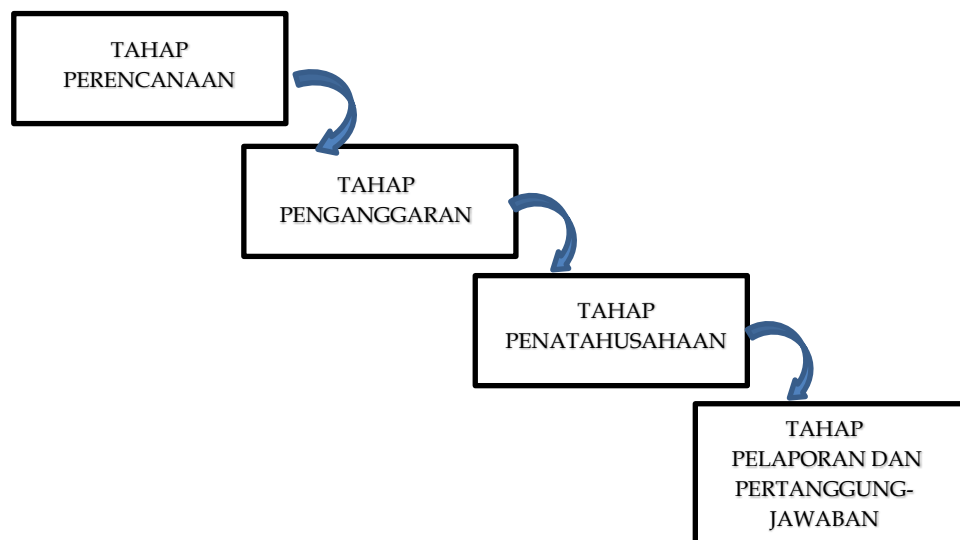 TAHAP
PERENCANAAN
TAHAP
PENGANGGARAN
TAHAP
PENATAHUSAHAAN
TAHAP
PELAPORAN DAN
PERTANGGUNG-
JAWABAN